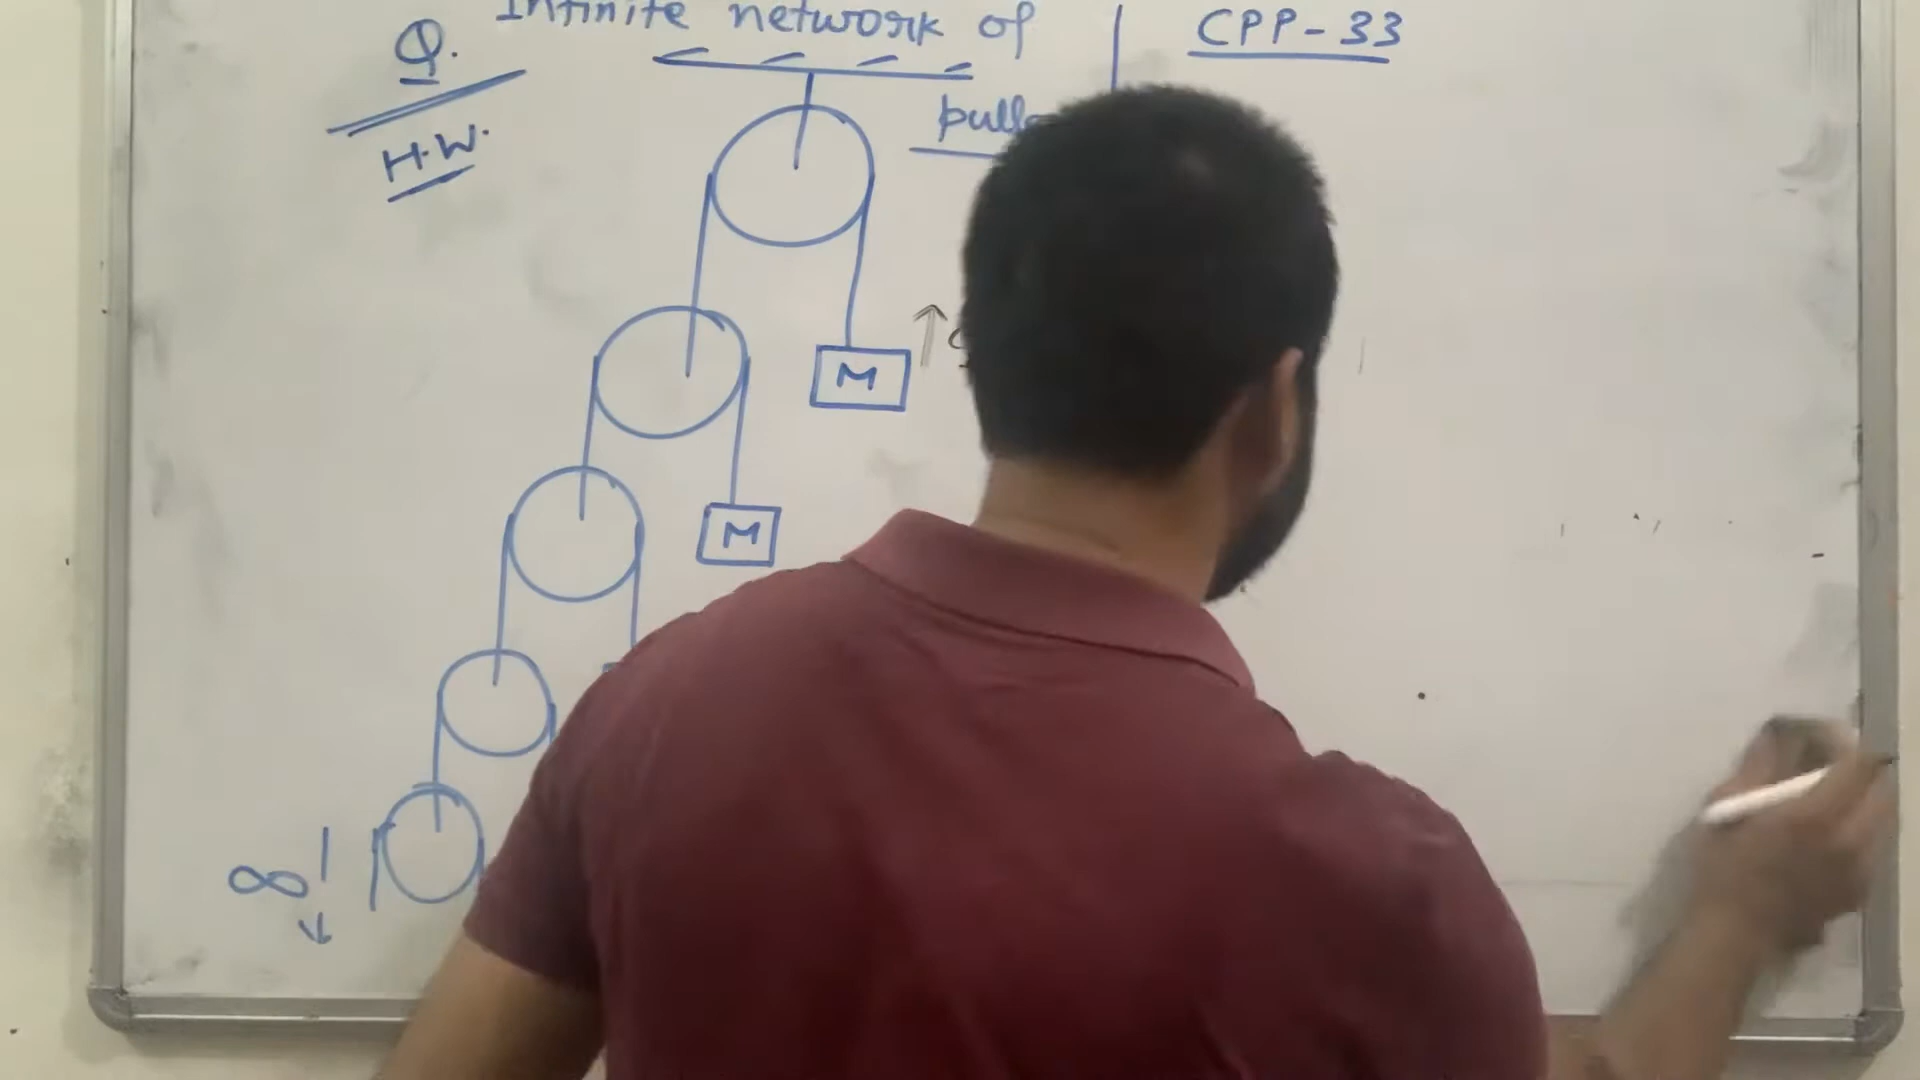 Q.
Infinite network of
CPP-33
H.W.
M
M
∞